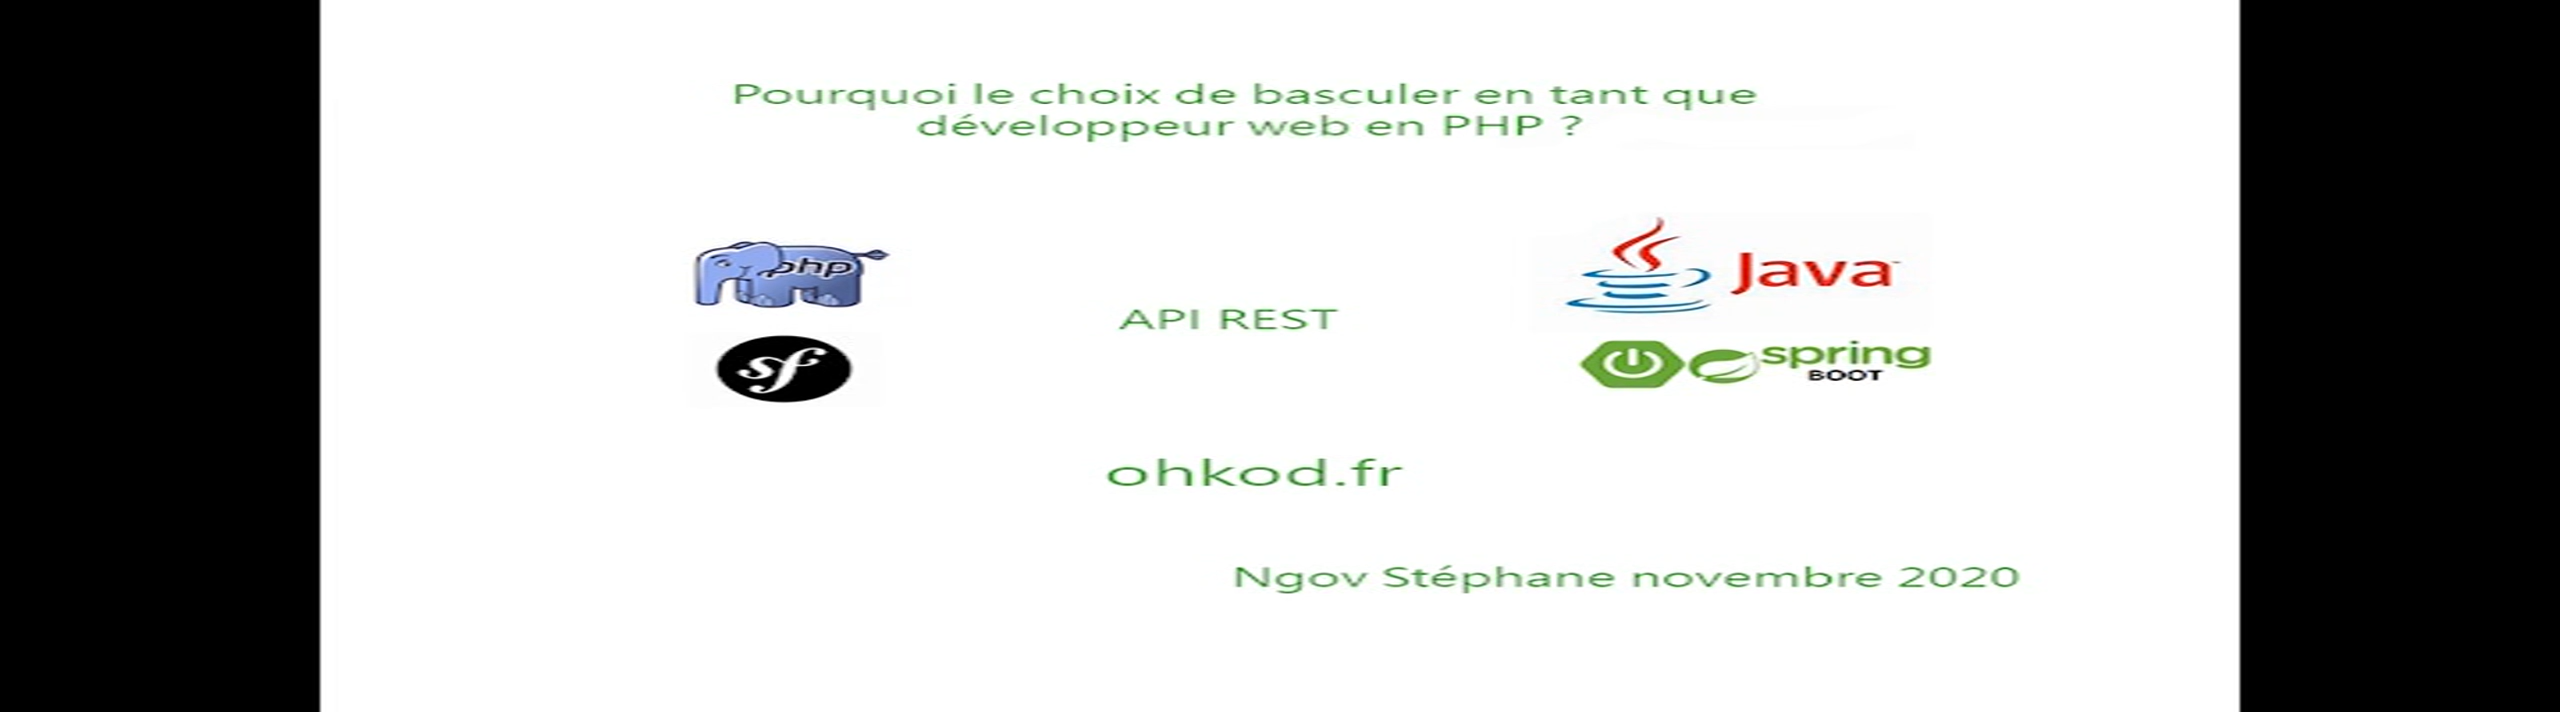 Pourquoi le choix de basculer en tant que
développeur web en PHP ?
php
Java
API REST
sf
spring
BOOT
ohkod.fr
Ngov Stéphane novembre 2020